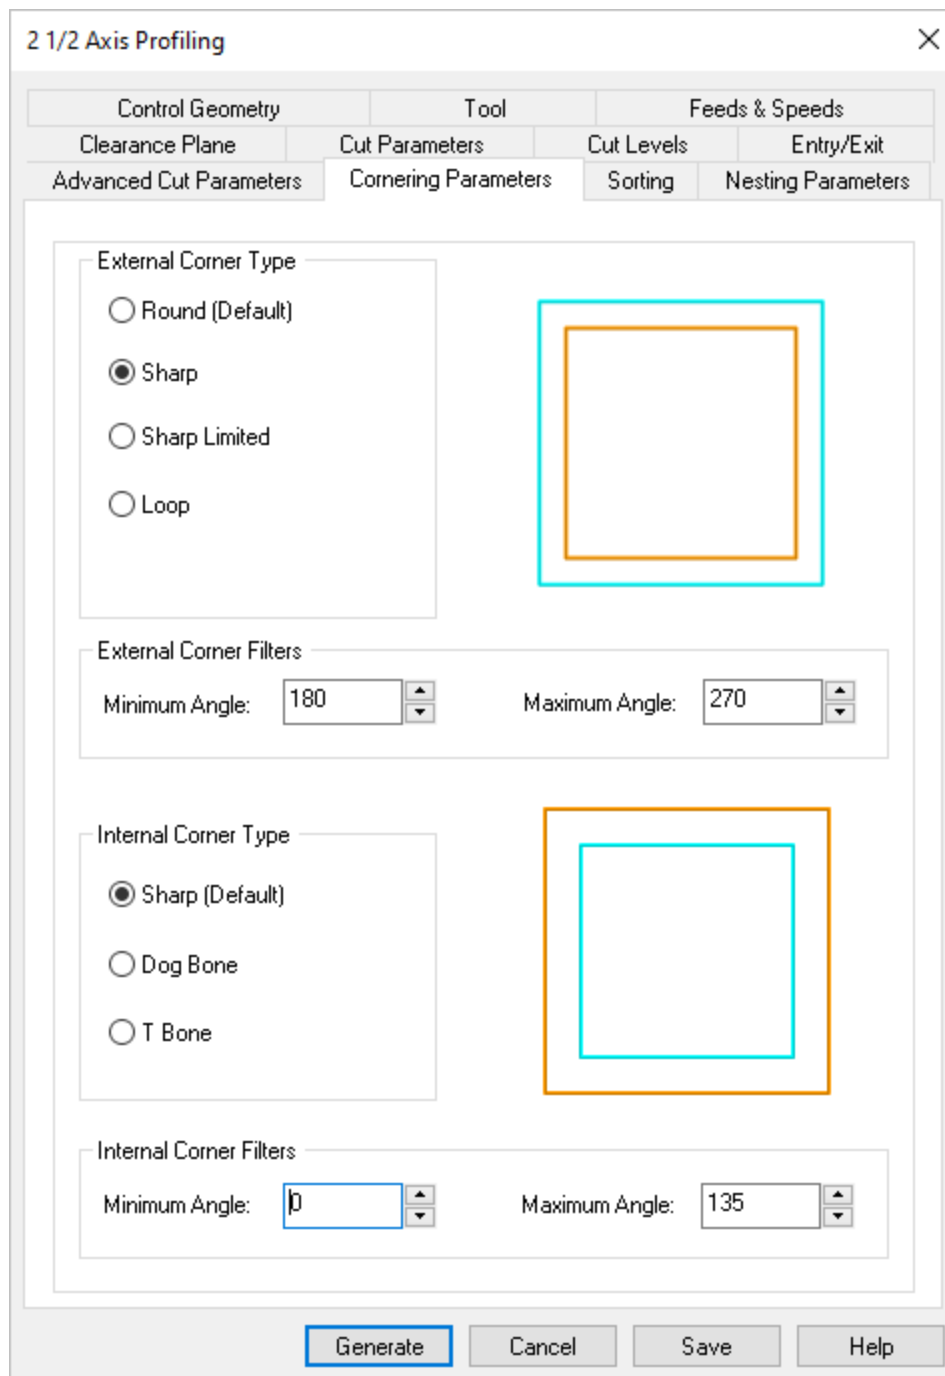 2 1/2 Axis Profiling
Control Geometry Tool Feeds & Speeds
Clearance Plane Cut Parameters Cut Levels Entry/Exit
Advanced Cut Parameters Cornering Parameters Sorting Nesting Parameters
External Corner Type
Round (Default)
Sharp
Sharp Limited
Loop
External Corner Filters
Minimum Angle: 180 Maximum Angle: 270
Internal Corner Type
Sharp (Default)
Dog Bone
T Bone
Internal Corner Filters
Minimum Angle: 0 Maximum Angle: 135
Generate Cancel Save Help